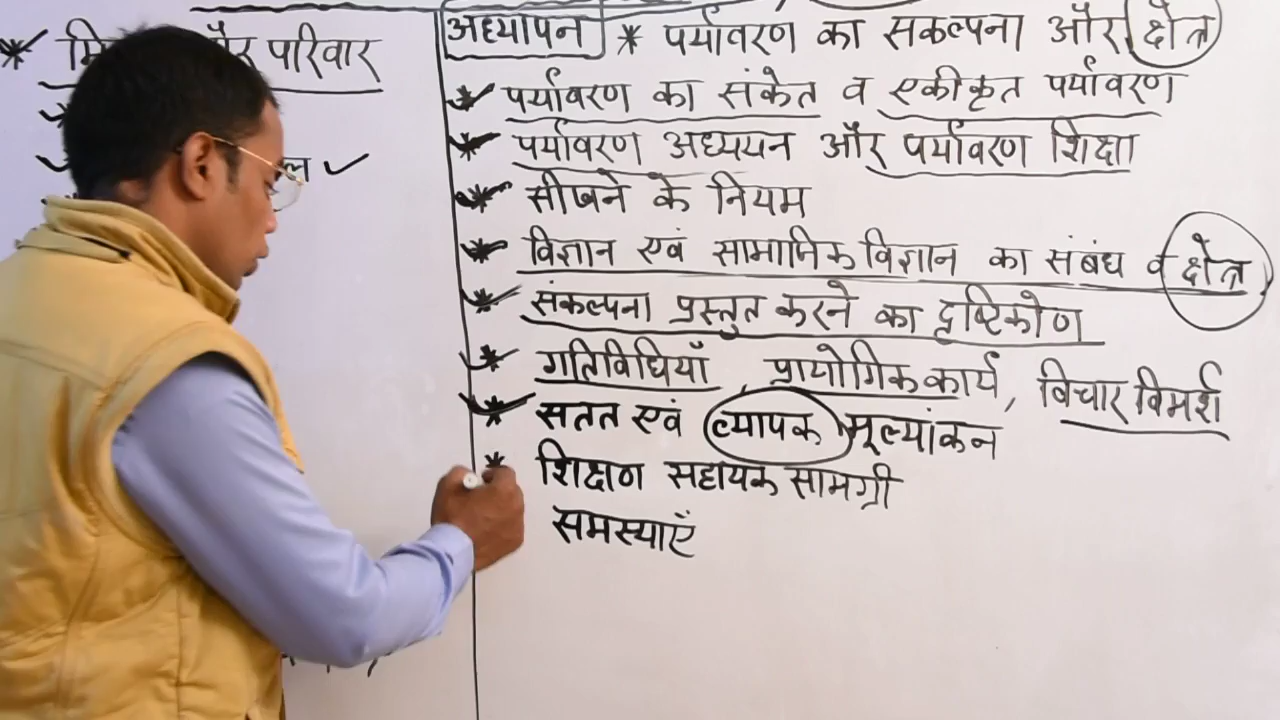 और परिवार
अध्यापन * पर्यावरण का संकल्पना और क्षेत्र
* पर्यावरण का संकेत व एकीकृत पर्यावरण
* पर्यावरण अध्ययन और पर्यावरण शिक्षा
* सीखने के नियम
* विज्ञान एवं सामाजिक विज्ञान का संबंध व क्षेत्र
* संकल्पना प्रस्तुत करने का दृष्टिकोण
* गतिविधियाँ, प्रायोगिक कार्य, विचार विमर्श
* सतत एवं व्यापक मूल्यांकन
* शिक्षण सहायक सामग्री
समस्याएँ